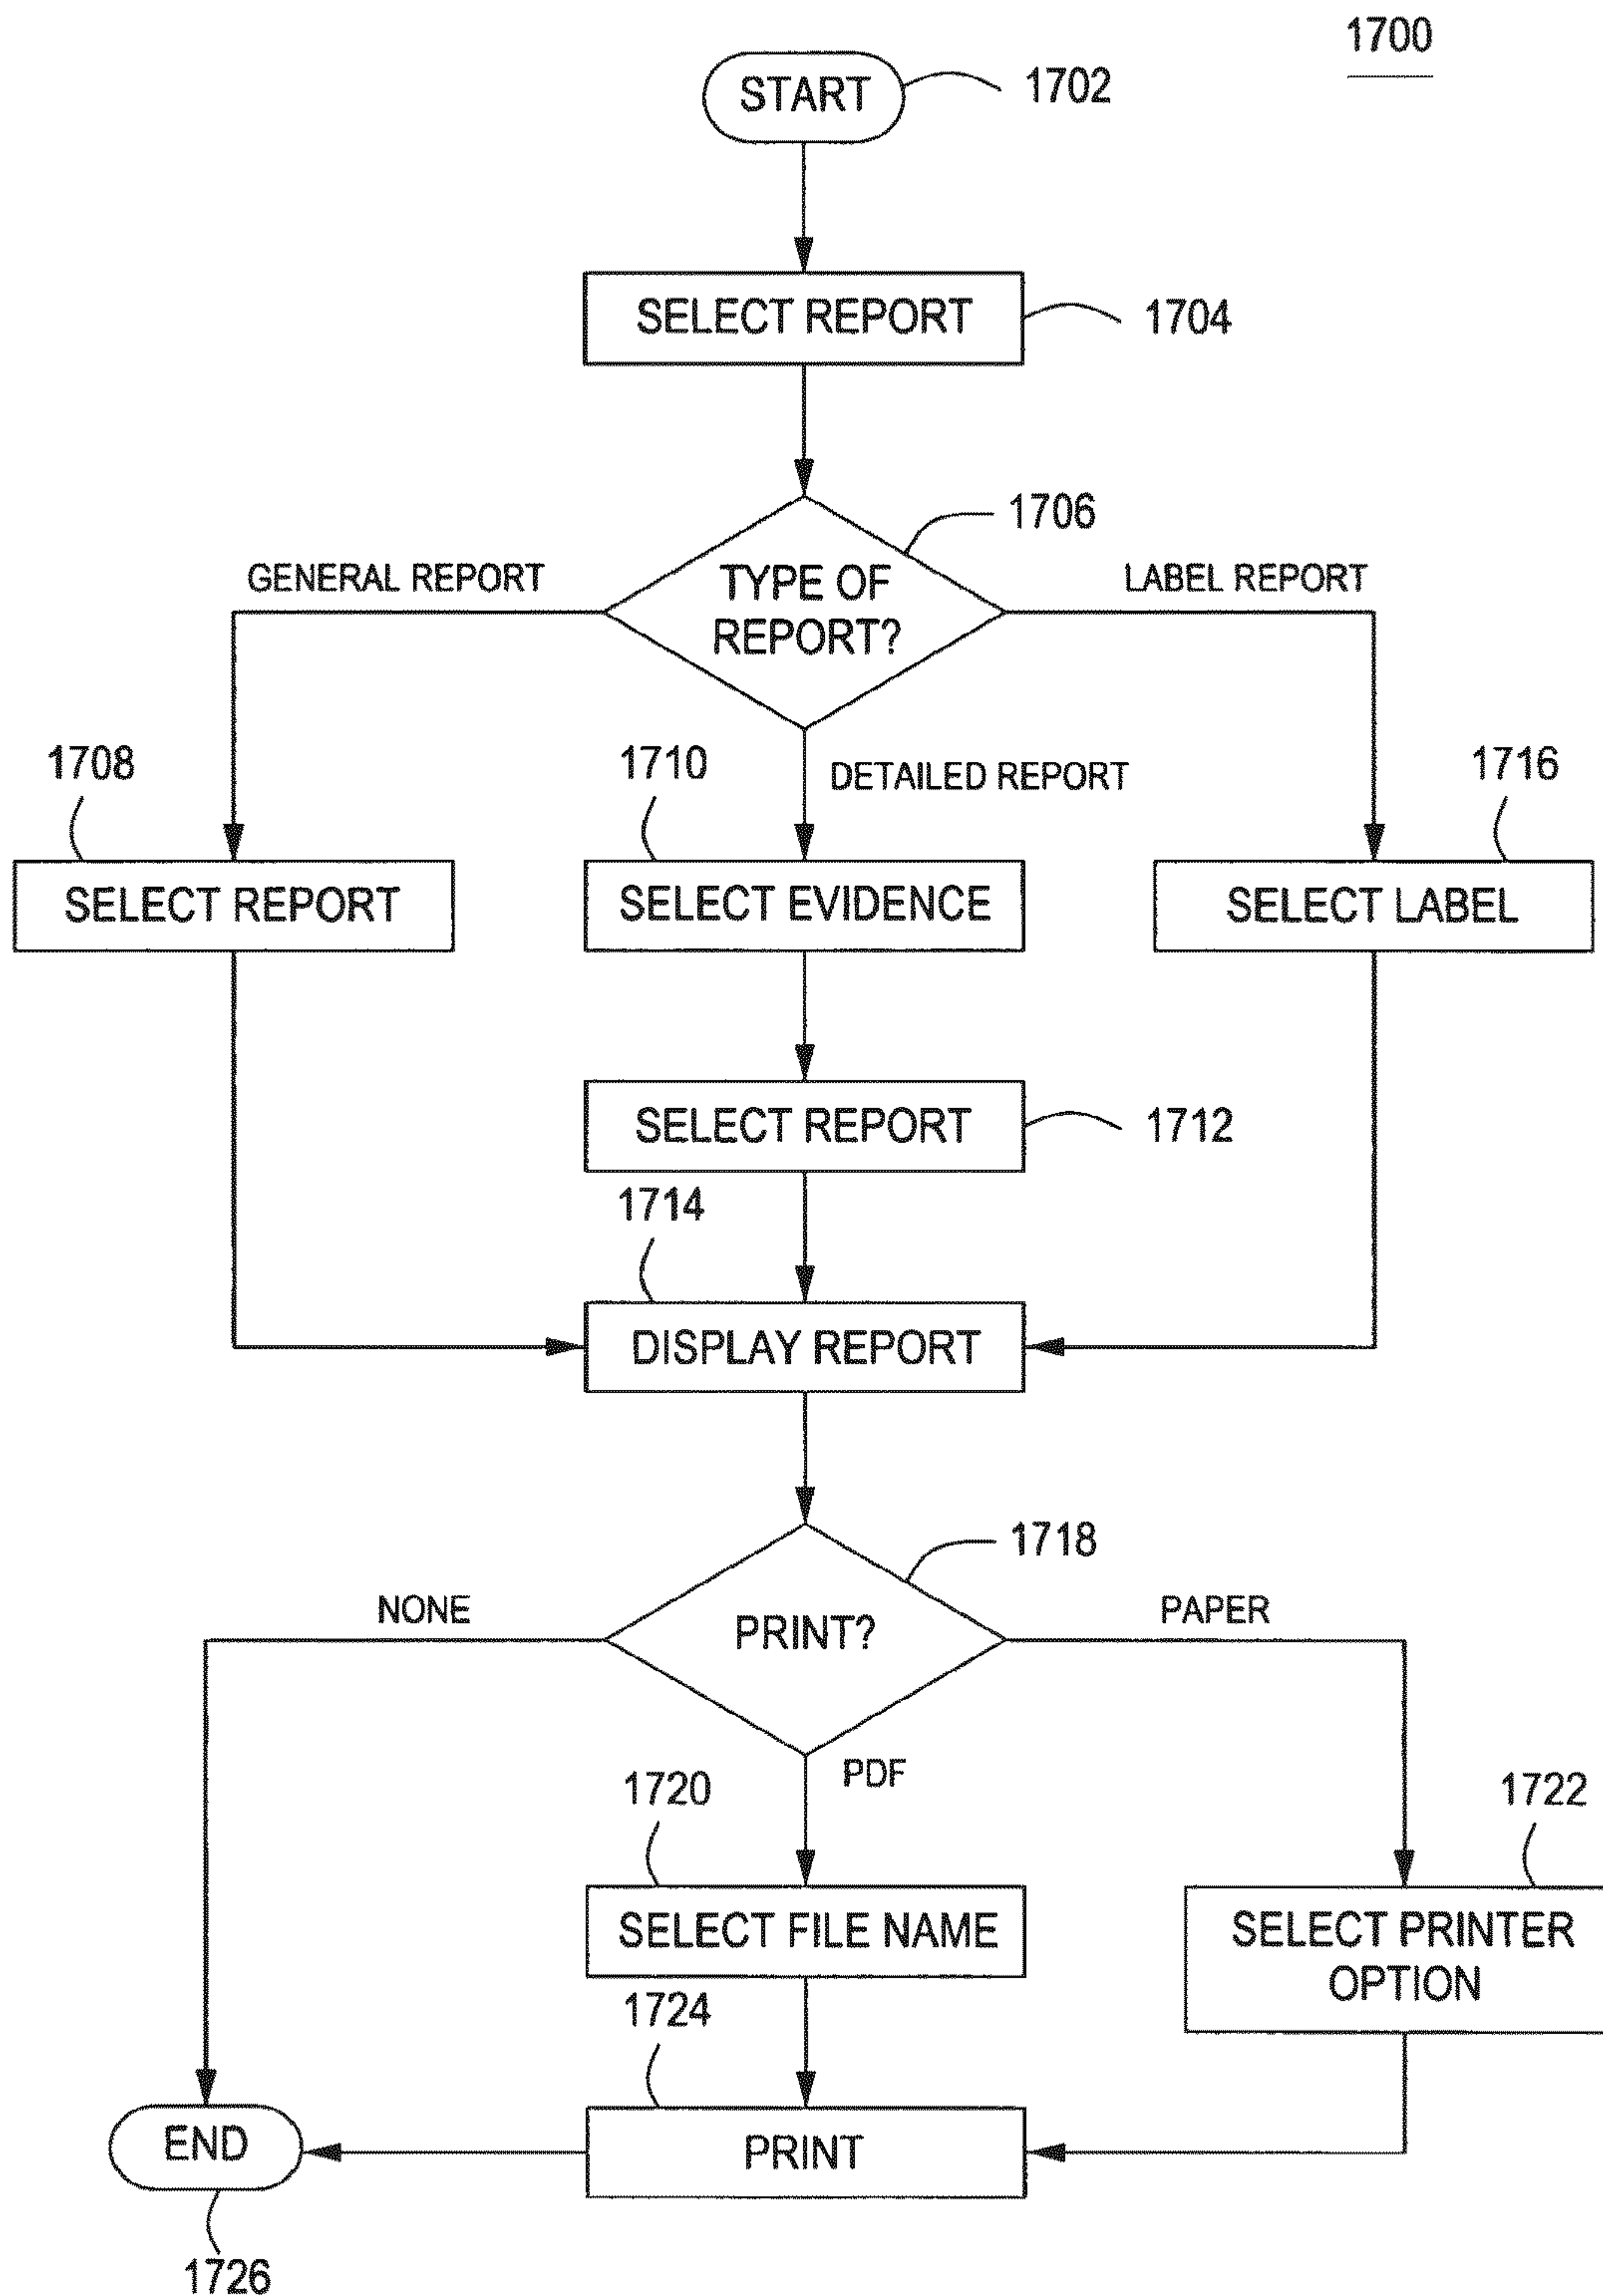 1700
START
1702
SELECT REPORT
1704
1706
GENERAL REPORT
TYPE OF
REPORT?
LABEL REPORT
1708
1710
DETAILED REPORT
1716
SELECT REPORT
SELECT EVIDENCE
SELECT LABEL
SELECT REPORT
1712
1714
DISPLAY REPORT
1718
NONE
PRINT?
PAPER
PDF
1720
1722
SELECT FILE NAME
SELECT PRINTER
OPTION
1724
END
PRINT
1726